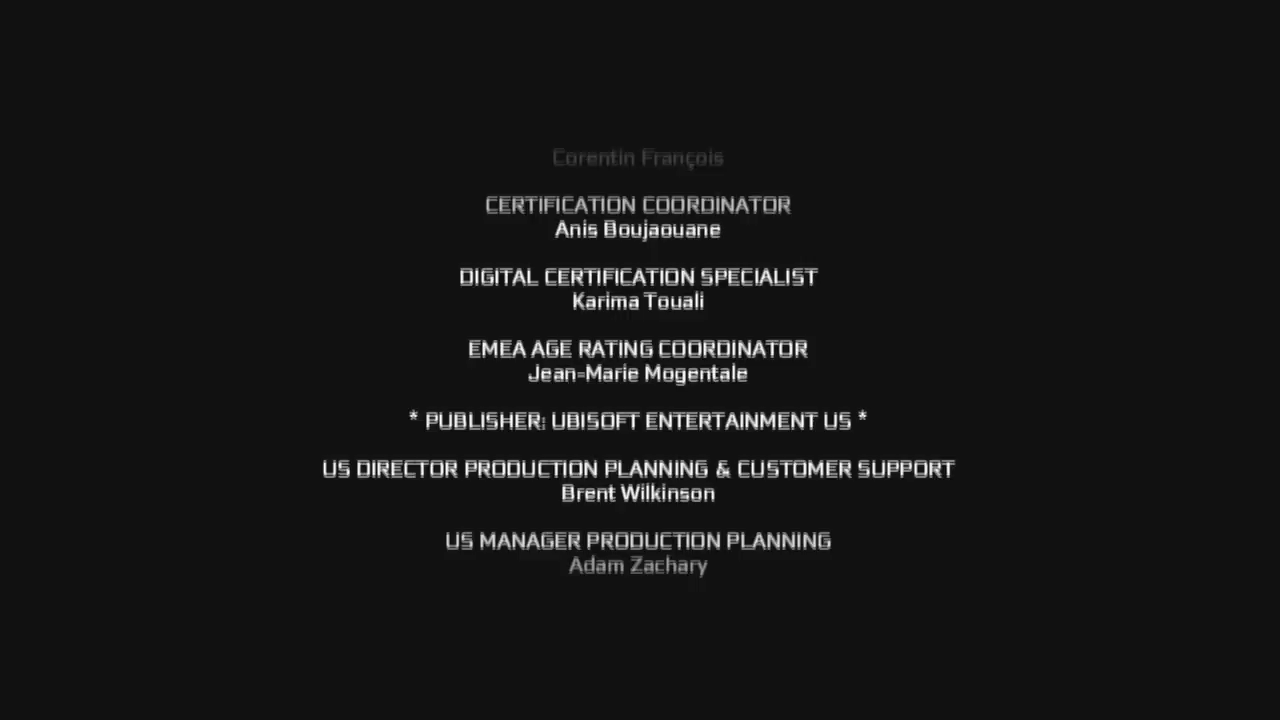 Corentin François
CERTIFICATION COORDINATOR
Anis Boujaouane
DIGITAL CERTIFICATION SPECIALIST
Karima Touali
EMEA AGE RATING COORDINATOR
Jean-Marie Mogentale
* PUBLISHER: UBISOFT ENTERTAINMENT US *
US DIRECTOR PRODUCTION PLANNING & CUSTOMER SUPPORT
Brent Wilkinson
US MANAGER PRODUCTION PLANNING
Adam Zachary